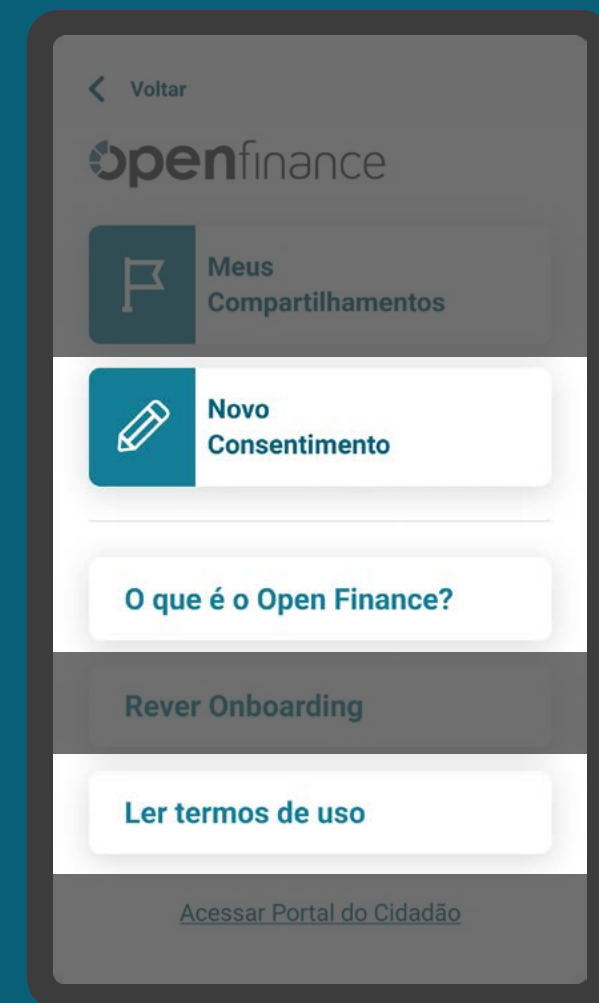 Voltar
openfinance
Meus
Compartilhamentos
Novo
Consentimento
O que é o Open Finance?
Rever Onboarding
Ler termos de uso
Acessar Portal do Cidadão